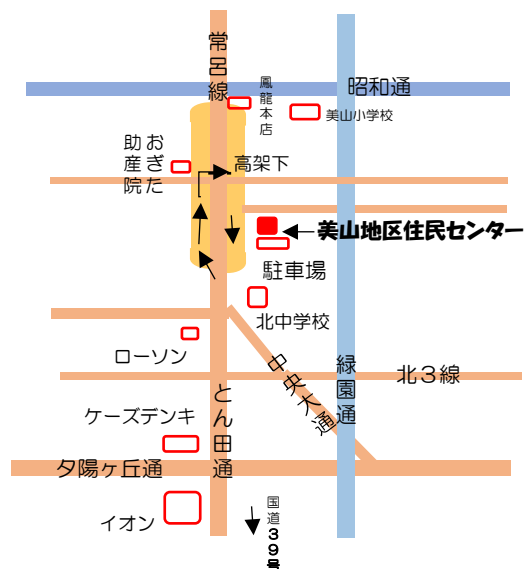 常呂線
昭和通
鳳龍本店
美山小学校
おぎた
助産院
高架下
美山地区住民センター
駐車場
北中学校
ローソン
中央大通
緑園通
北3線
とん田通
ケーズデンキ
夕陽ヶ丘通
イオン
国道39号